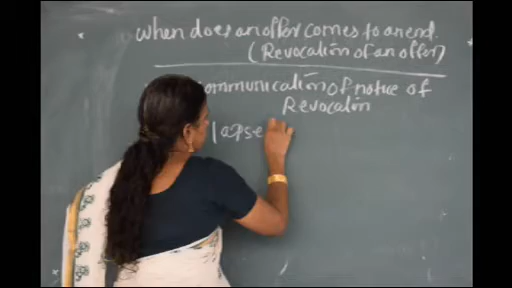 when does an offer comes to an end.
(Revocation of an offer)
ommunication of notice of
Revocation
lapse